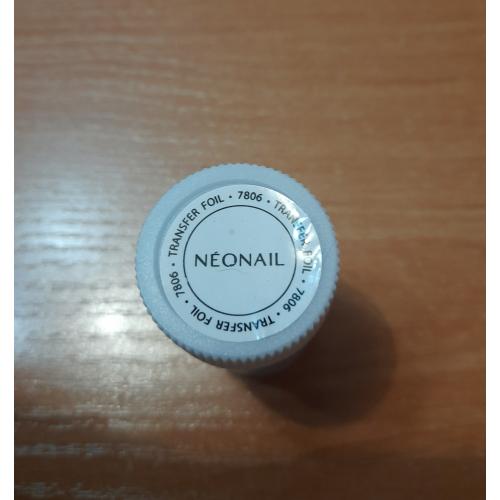 NÉONAIL
TRANSFER FOIL • 7806 • TRANSFER FOIL • 7806 • TRANSFER FOIL • 7806 •